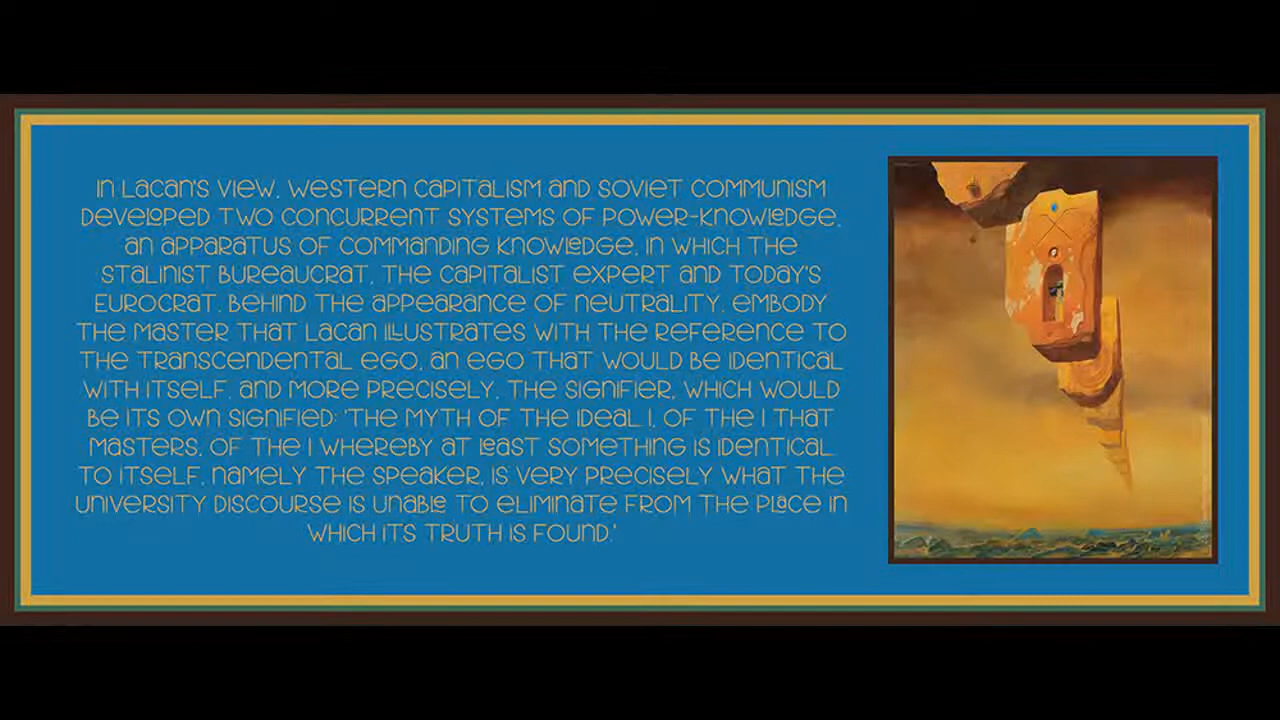 In Lacan's view, Western capitalism and Soviet communism
developed two concurrent systems of power-knowledge,
an apparatus of commanding knowledge, in which the
Stalinist bureaucrat, the capitalist expert and today's
Eurocrat, behind the appearance of neutrality, embody
the master that Lacan illustrates with the reference to
the transcendental ego, an ego that would be identical
with itself, and more precisely, the signifier, which would
be its own signified: 'The myth of the ideal I, of the I that
masters, of the I whereby at least something is identical
to itself, namely the speaker, is very precisely what the
university discourse is unable to eliminate from the place in
which its truth is found.'